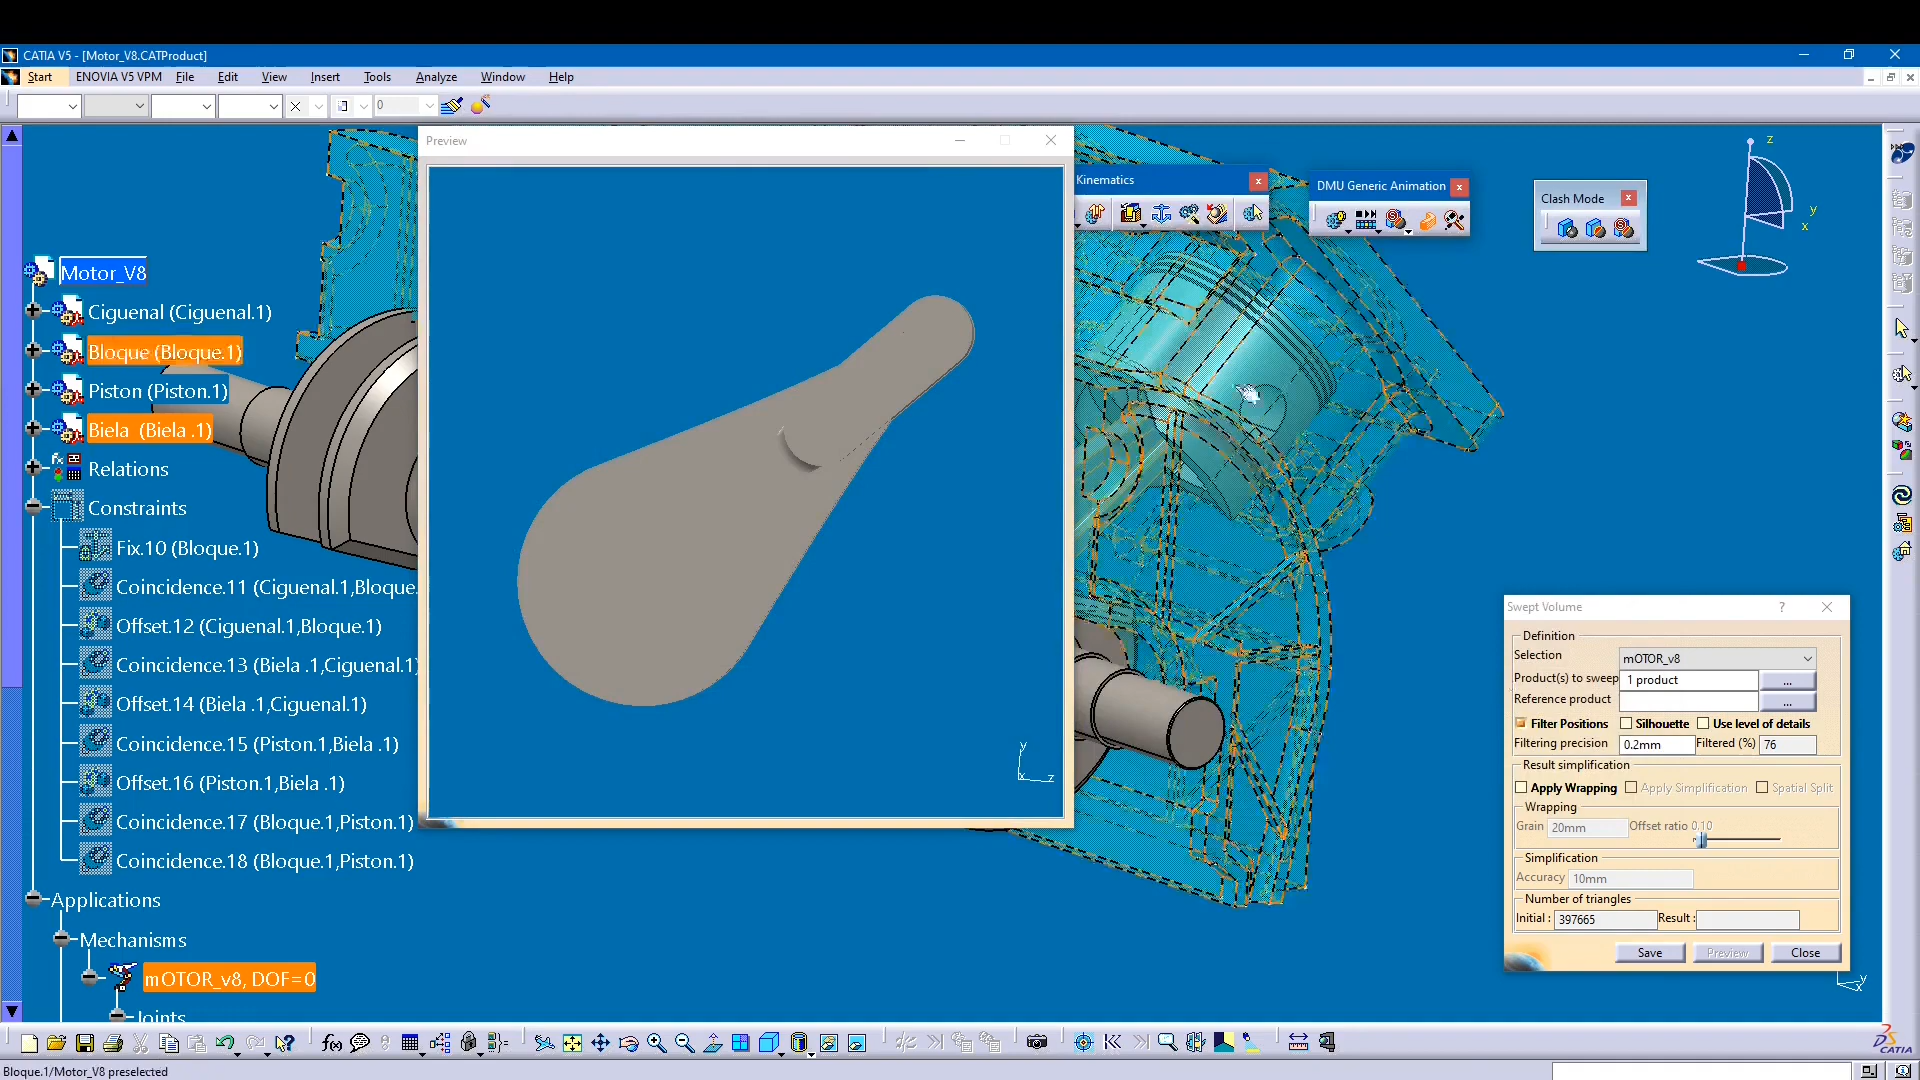 CATIA V5 - [Motor_V8.CATProduct]
Start ENOVIA V5 VPM File Edit View Insert Tools Analyze Window Help
0
Preview
Kinematics
DMU Generic Animation
Clash Mode
z
y
x
Motor_V8
Ciguenal (Ciguenal.1)
Bloque (Bloque.1)
Piston (Piston.1)
Biela  (Biela .1)
Relations
Constraints
Fix.10 (Bloque.1)
Coincidence.11 (Ciguenal.1,Bloque.
Offset.12 (Ciguenal.1,Bloque.1)
Coincidence.13 (Biela .1,Ciguenal.1)
Offset.14 (Biela .1,Ciguenal.1)
Coincidence.15 (Piston.1,Biela .1)
Offset.16 (Piston.1,Biela .1)
Coincidence.17 (Bloque.1,Piston.1)
Coincidence.18 (Bloque.1,Piston.1)
Applications
Mechanisms
mOTOR_v8, DOF=0
Joints
y
x z
Swept Volume ?
Definition
Selection mOTOR_v8
Product(s) to sweep 1 product ...
Reference product ...
Filter Positions Silhouette Use level of details
Filtering precision 0.2mm Filtered (%) 76
Result simplification
Apply Wrapping Apply Simplification Spatial Split
Wrapping
Grain 20mm Offset ratio 0.10
Simplification
Accuracy 10mm
Number of triangles
Initial : 397665 Result :
Save Preview Close
y
x
f(x)
CATIA
Bloque.1/Motor_V8 preselected